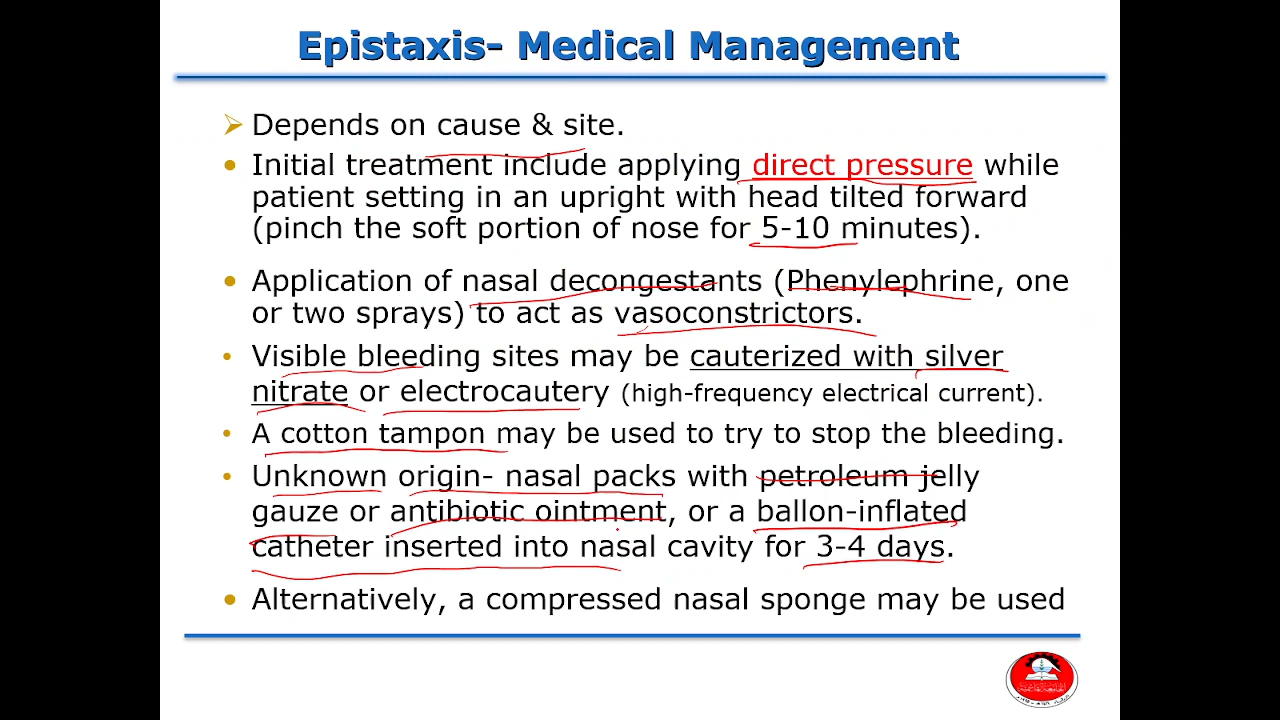 Epistaxis- Medical Management
Depends on cause & site.
Initial treatment include applying direct pressure while
patient setting in an upright with head tilted forward
(pinch the soft portion of nose for 5-10 minutes).
Application of nasal decongestants (Phenylephrine, one
or two sprays) to act as vasoconstrictors.
Visible bleeding sites may be cauterized with silver
nitrate or electrocautery (high-frequency electrical current).
A cotton tampon may be used to try to stop the bleeding.
Unknown origin- nasal packs with petroleum jelly
gauze or antibiotic ointment, or a ballon-inflated
catheter inserted into nasal cavity for 3-4 days.
Alternatively, a compressed nasal sponge may be used